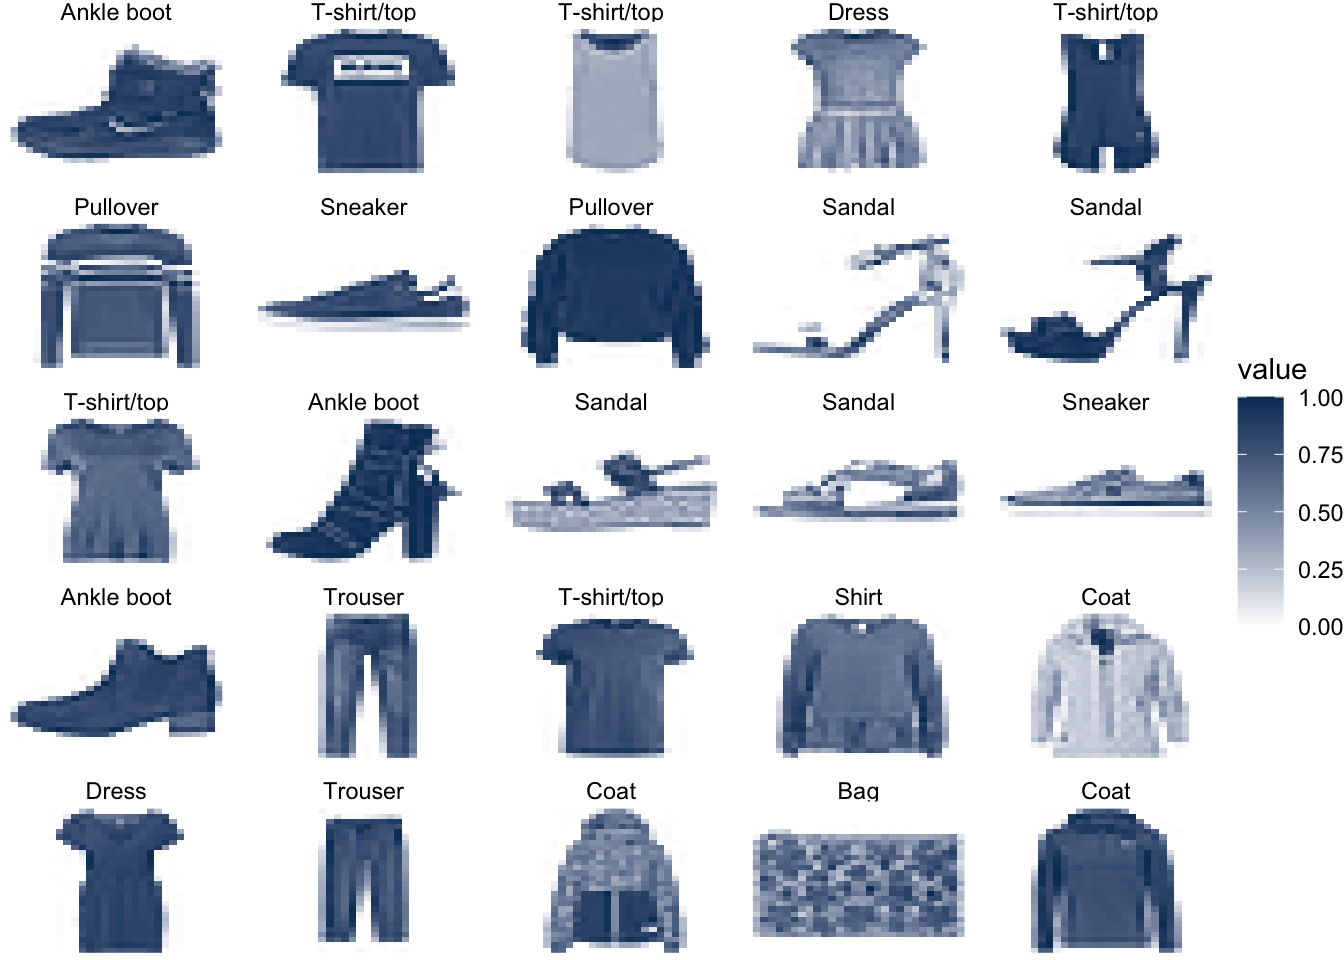 Ankle boot
T-shirt/top
T-shirt/top
Dress
T-shirt/top
Pullover
Sneaker
Pullover
Sandal
Sandal
T-shirt/top
Ankle boot
Sandal
Sandal
Sneaker
Ankle boot
Trouser
T-shirt/top
Shirt
Coat
Dress
Trouser
Coat
Bag
Coat
value
1.00
0.75
0.50
0.25
0.00